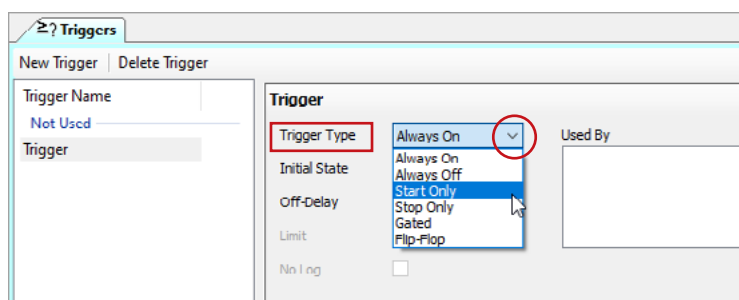 ≥? Triggers
New Trigger Delete Trigger
Trigger Name
Not Used
Trigger
Trigger
Trigger Type Always On Used By
Always On
Initial State Always Off
Start Only
Off-Delay Stop Only
Gated
Limit Flip-Flop
No Log